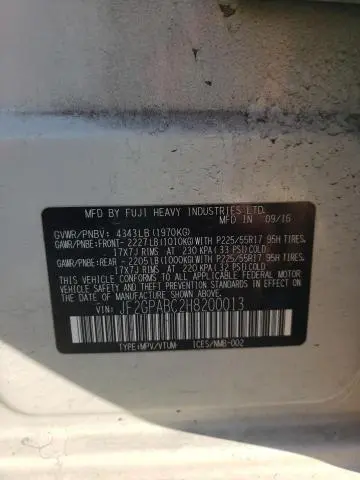 MFD BY FUJI HEAVY INDUSTRIES LTD.
MFD IN 09/16
GVWR/PNBV: 4343LB(1970KG)
GAWR/PNBE:FRONT- 2227LB(1010KG)WITH P225/55R17 95H TIRES,
17X7J RIMS AT 230 KPA(33 PSI)COLD
GAWR/PNBE:REAR - 2205LB(1000KG)WITH P225/55R17 95H TIRES,
17X7J RIMS AT 220 KPA(32 PSI)COLD
THIS VEHICLE CONFORMS TO ALL APPLICABLE
FEDERAL MOTOR VEHICLE SAFETY AND THEFT PREVENTION
STANDARDS IN EFFECT ON THE DATE OF MANUFACTURE
SHOWN ABOVE.
VIN: JF2GPABC2H8200013
TYPE:MPV/VTUM ICES/NMB-002